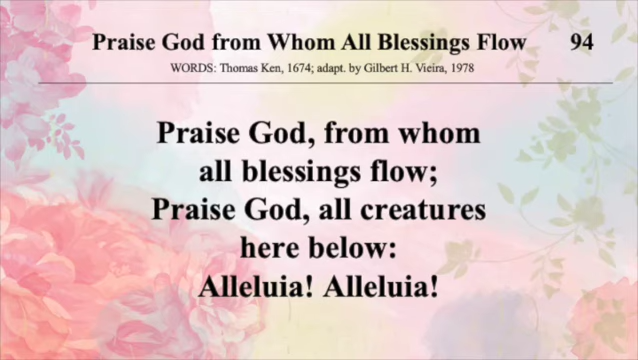 Praise God from Whom All Blessings Flow 94
WORDS: Thomas Ken, 1674; adapt. by Gilbert H. Vieira, 1978
Praise God, from whom
all blessings flow;
Praise God, all creatures
here below:
Alleluia! Alleluia!